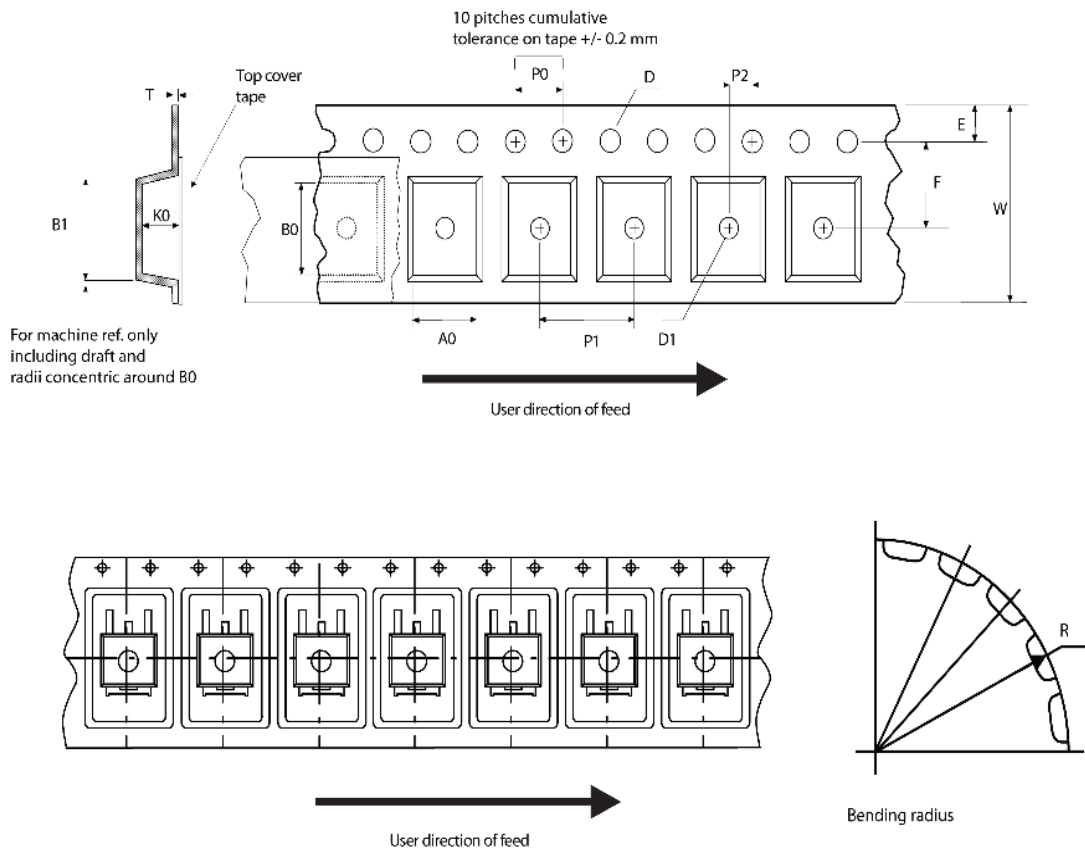 10 pitches cumulative
tolerance on tape +/- 0.2 mm
T
Top cover
tape
P0
D
P2
E
F
W
B1
K0
B0
For machine ref. only
including draft and
radii concentric around B0
A0
P1
D1
User direction of feed
R
Bending radius
User direction of feed